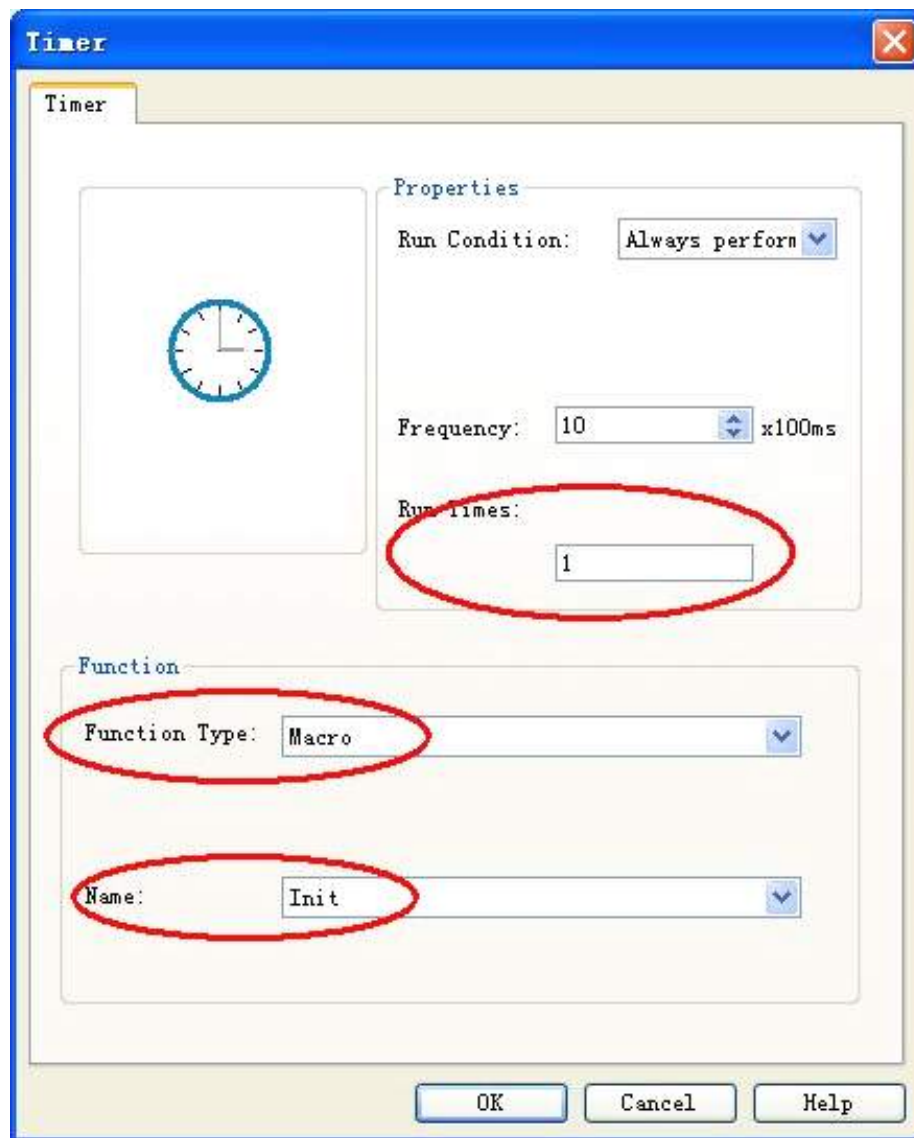 Timer
Timer
Properties
Run Condition: Always perform
Frequency: 10 x100ms
Run Times:
1
Function
Function Type: Macro
Name: Init
OK Cancel Help